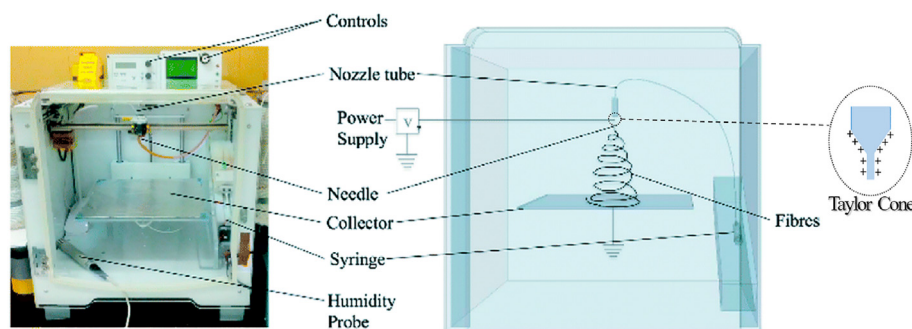 Controls
Nozzle tube
Power
Supply
V
Needle
Collector
Syringe
Humidity
Probe
Fibres
Taylor Cone